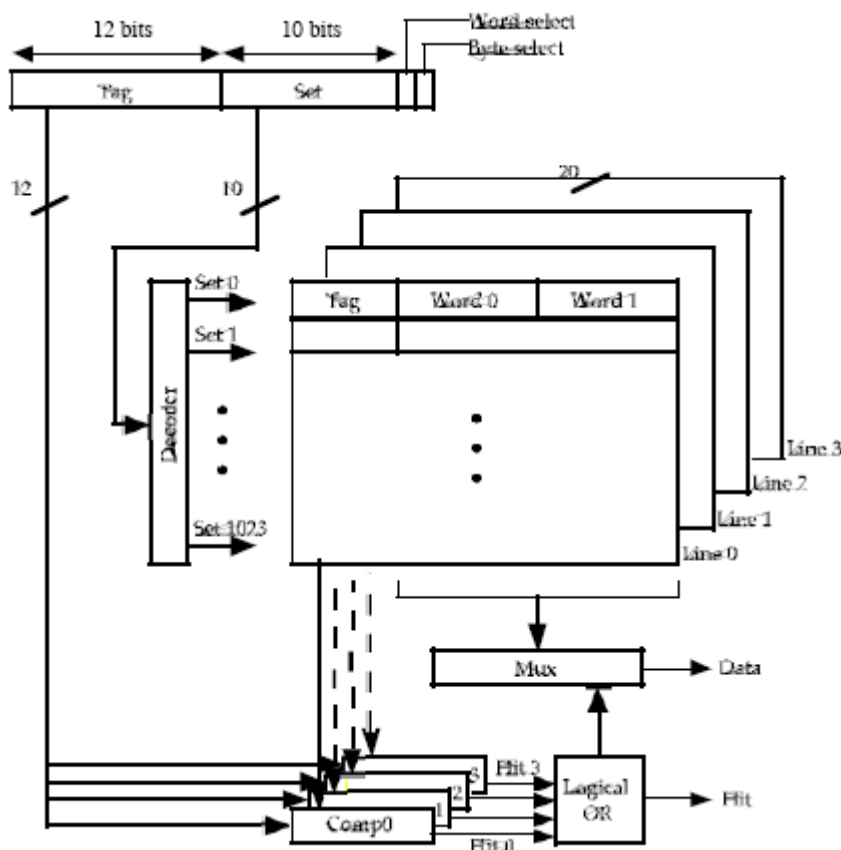 12 bits
10 bits
Word select
Byte select
Tag
Set
12
10
20
Set 0
Tag
Word 0
Word 1
Set 1
Decoder
Line 3
Line 2
Line 1
Set 1023
Line 0
Mux
Data
3
Hit 3
2
Logical
OR
Hit
1
Comp0
Hit 0